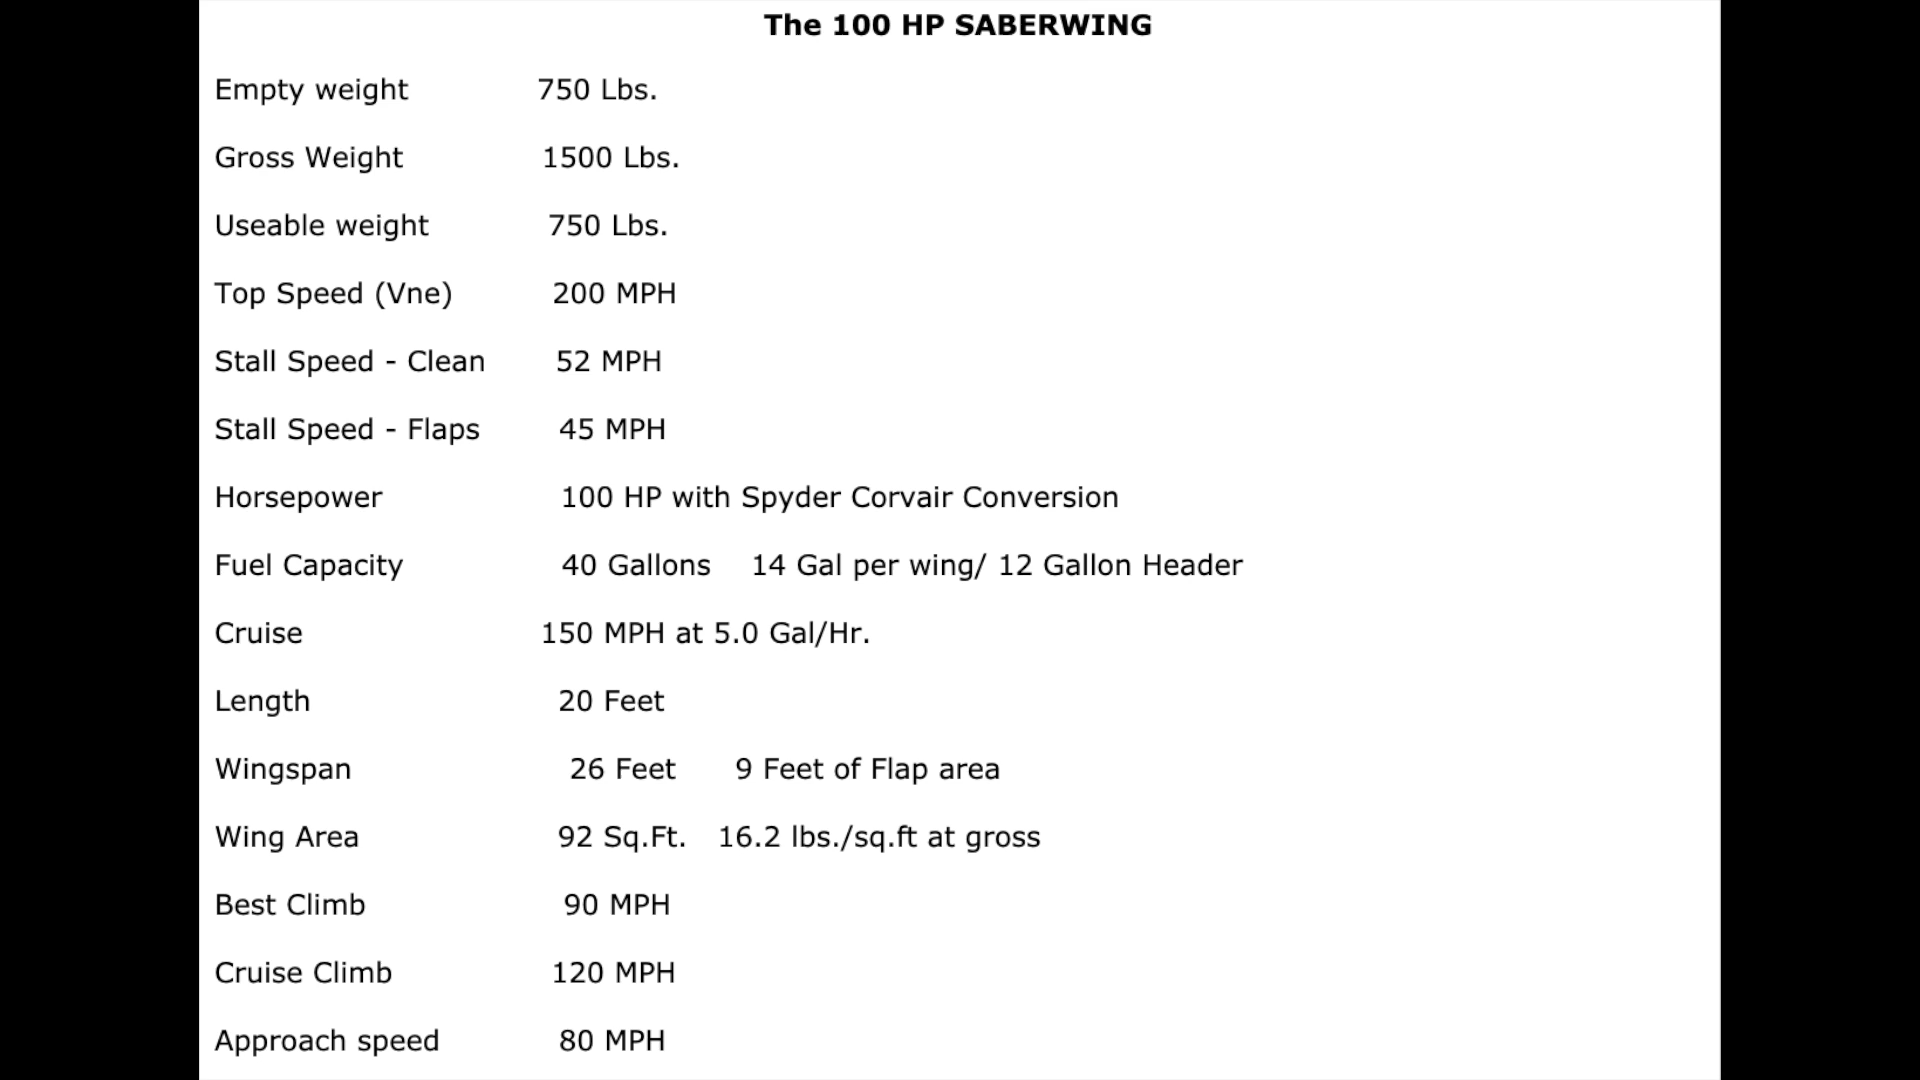 The 100 HP SABERWING
Empty weight 750 Lbs.
Gross Weight 1500 Lbs.
Useable weight 750 Lbs.
Top Speed (Vne) 200 MPH
Stall Speed - Clean 52 MPH
Stall Speed - Flaps 45 MPH
Horsepower 100 HP with Spyder Corvair Conversion
Fuel Capacity 40 Gallons 14 Gal per wing/ 12 Gallon Header
Cruise 150 MPH at 5.0 Gal/Hr.
Length 20 Feet
Wingspan 26 Feet 9 Feet of Flap area
Wing Area 92 Sq.Ft. 16.2 lbs./sq.ft at gross
Best Climb 90 MPH
Cruise Climb 120 MPH
Approach speed 80 MPH